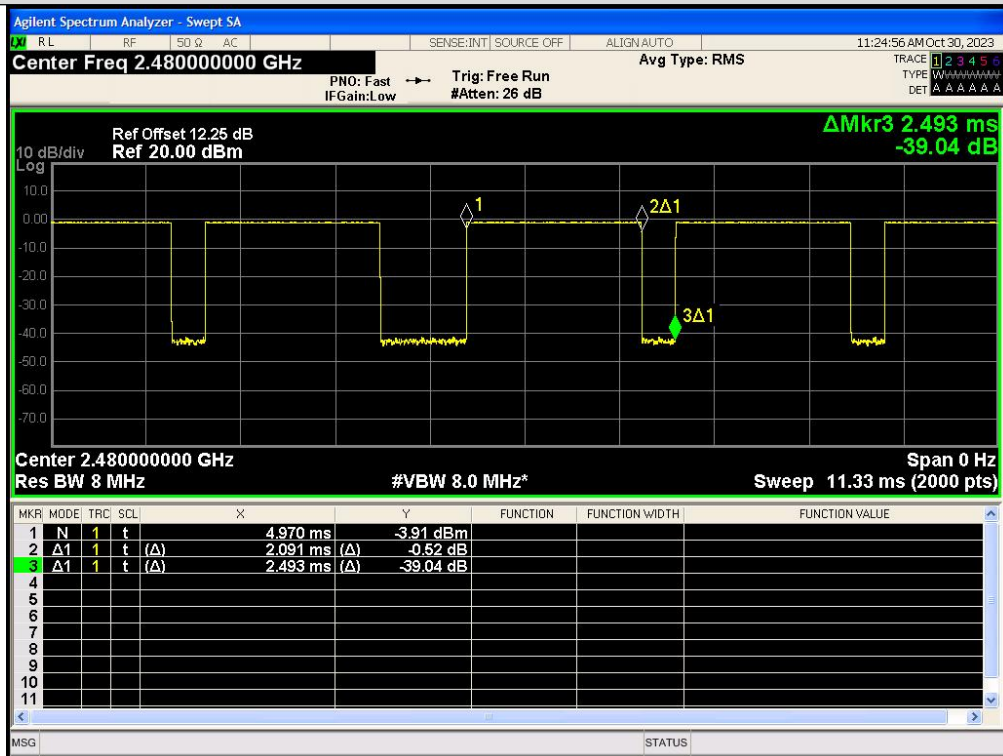 Agilent Spectrum Analyzer - Swept SA
LXI RL RF 50 Ω AC SENSE:INT SOURCE OFF ALIGN AUTO 11:24:56 AM Oct 30, 2023
Center Freq 2.480000000 GHz
PNO: Fast
IFGain:Low
Trig: Free Run
#Atten: 26 dB
Avg Type: RMS
TRACE 1 2 3 4 5 6
TYPE WWWWWW
DET A A A A A A
ΔMkr3 2.493 ms
-39.04 dB
Ref Offset 12.25 dB
10 dB/div Ref 20.00 dBm
Log
10.0
0.00
-10.0
-20.0
-30.0
-40.0
-50.0
-60.0
-70.0
1
2Δ1
3Δ1
Center 2.480000000 GHz Span 0 Hz
Res BW 8 MHz #VBW 8.0 MHz* Sweep 11.33 ms (2000 pts)
MKR MODE TRC SCL X Y FUNCTION FUNCTION WIDTH FUNCTION VALUE
1 N 1 t 4.970 ms -3.91 dBm
2 Δ1 1 t (Δ) 2.091 ms (Δ) -0.52 dB
3 Δ1 1 t (Δ) 2.493 ms (Δ) -39.04 dB
4
5
6
7
8
9
10
11
MSG STATUS